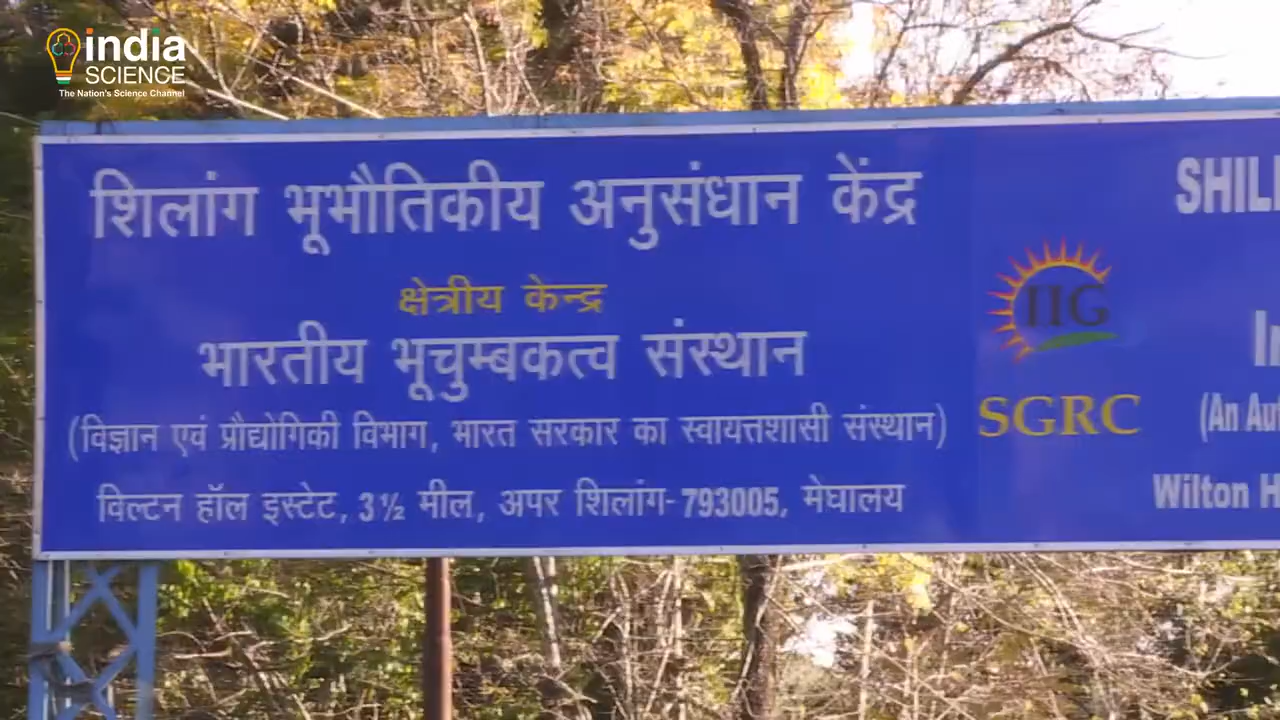 india
SCIENCE
The Nation's Science Channel
शिलांग भूभौतिकीय अनुसंधान केंद्र
क्षेत्रीय केन्द्र
भारतीय भूचुम्बकत्व संस्थान
(विज्ञान एवं प्रौद्योगिकी विभाग, भारत सरकार का स्वायत्तशासी संस्थान)
विल्टन हॉल इस्टेट, 3½ मील, अपर शिलांग- 793005, मेघालय
IIG
SGRC
SHIL
(An Au
Wilton H